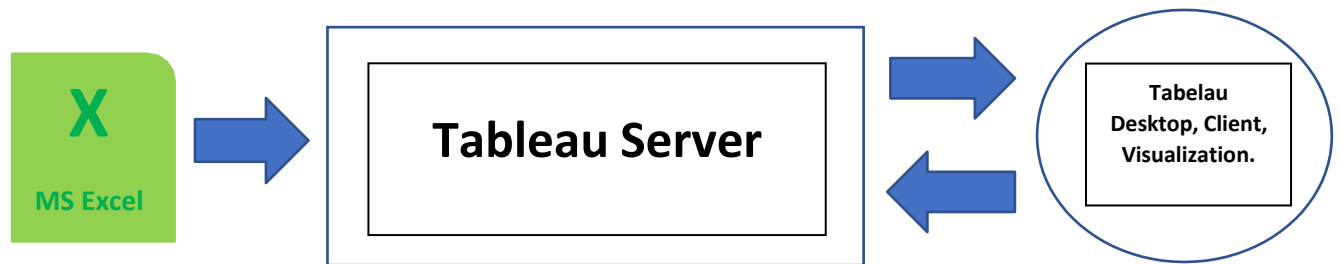 X
MS Excel
Tableau Server
Tabelau
Desktop, Client,
Visualization.